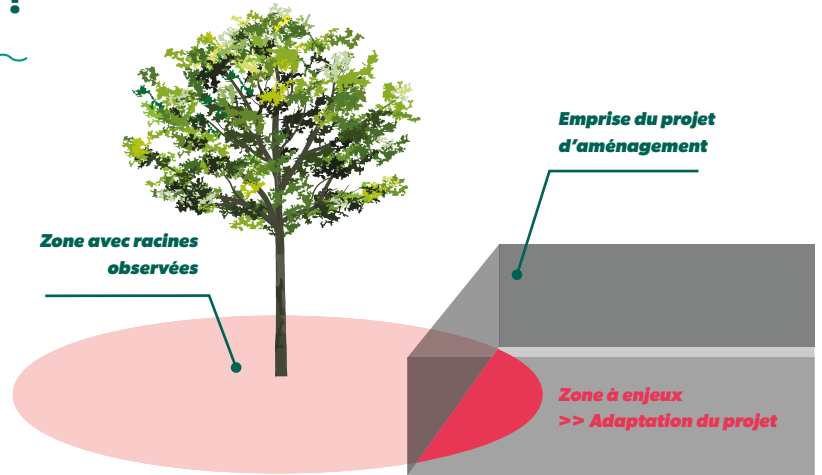 Emprise du projet
d'aménagement
Zone avec racines
observées
Zone à enjeux
>> Adaptation du projet